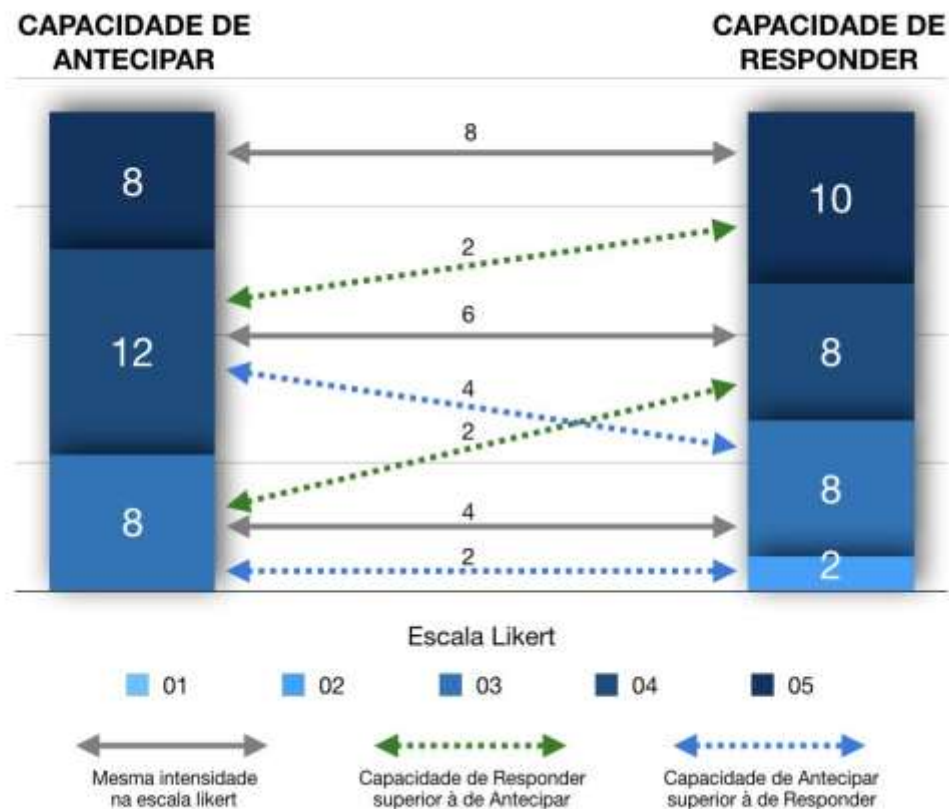 CAPACIDADE DE
ANTECIPAR
CAPACIDADE DE
RESPONDER
8
8
10
2
6
12
8
4
2
8
8
4
2
2
Escala Likert
01
02
03
04
05
Mesma intensidade
na escala likert
Capacidade de Responder
superior à de Antecipar
Capacidade de Antecipar
superior à de Responder